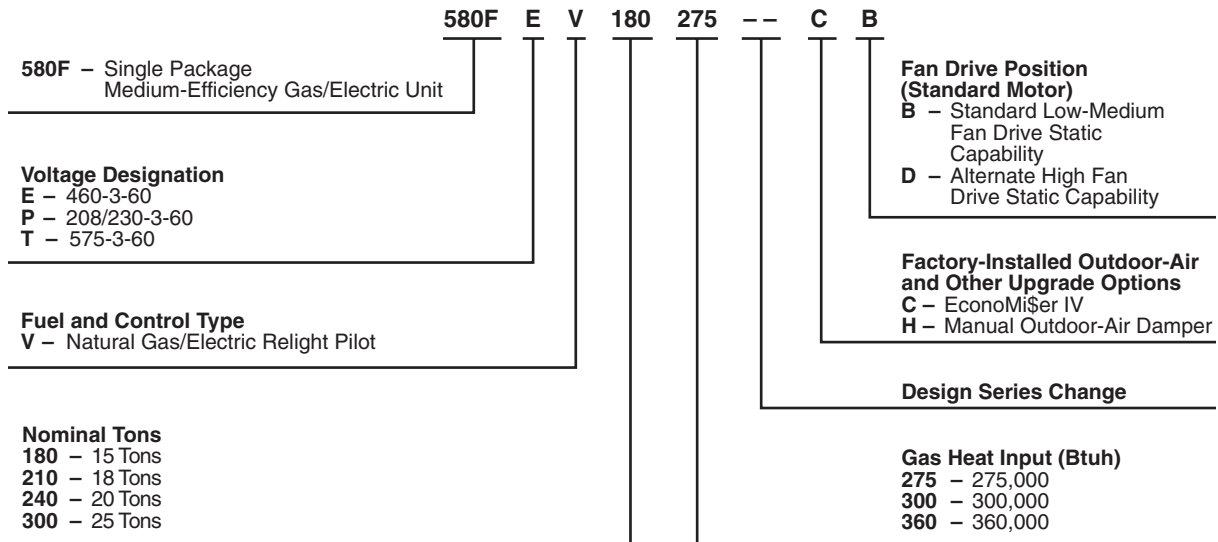 580F E V 180 275 – – C B
580F – Single Package
Medium-Efficiency Gas/Electric Unit
Voltage Designation
E – 460-3-60
P – 208/230-3-60
T – 575-3-60
Fuel and Control Type
V – Natural Gas/Electric Relight Pilot
Nominal Tons
180 – 15 Tons
210 – 18 Tons
240 – 20 Tons
300 – 25 Tons
Fan Drive Position
(Standard Motor)
B – Standard Low-Medium
Fan Drive Static
Capability
D – Alternate High Fan
Drive Static Capability
Factory-Installed Outdoor-Air
and Other Upgrade Options
C – EconoMi$er IV
H – Manual Outdoor-Air Damper
Design Series Change
Gas Heat Input (Btuh)
275 – 275,000
300 – 300,000
360 – 360,000